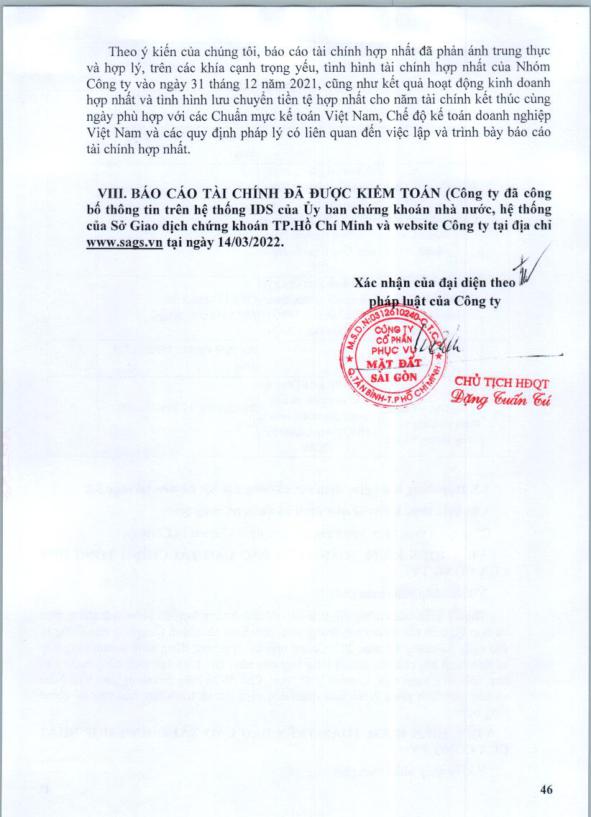 Theo ý kiến của chúng tôi, báo cáo tài chính hợp nhất đã phản ánh trung thực
và hợp lý, trên các khía cạnh trọng yếu, tình hình tài chính hợp nhất của Nhóm
Công ty vào ngày 31 tháng 12 năm 2021, cũng như kết quả hoạt động kinh doanh
hợp nhất và tình hình lưu chuyển tiền tệ hợp nhất cho năm tài chính kết thúc cùng
ngày phù hợp với các Chuẩn mực kế toán Việt Nam, Chế độ kế toán doanh nghiệp
Việt Nam và các quy định pháp lý có liên quan đến việc lập và trình bày báo cáo
tài chính hợp nhất.
VIII. BÁO CÁO TÀI CHÍNH ĐÃ ĐƯỢC KIỂM TOÁN (Công ty đã công
bố thông tin trên hệ thống IDS của Ủy ban chứng khoán nhà nước, hệ thống
của Sở Giao dịch chứng khoán TP.Hồ Chí Minh và website Công ty tại địa chỉ
www.sags.vn tại ngày 14/03/2022.
Xác nhận của đại diện theo
pháp luật của Công ty
M.S.D.N:0312610240-C.T.C.P
CÔNG TY
CỔ PHẦN
PHỤC VỤ
MẶT ĐẤT
SÀI GÒN
Q.TÂN BÌNH-T.P HỒ CHÍ MINH
CHỦ TỊCH HĐQT
Đặng Tuấn Tú
46